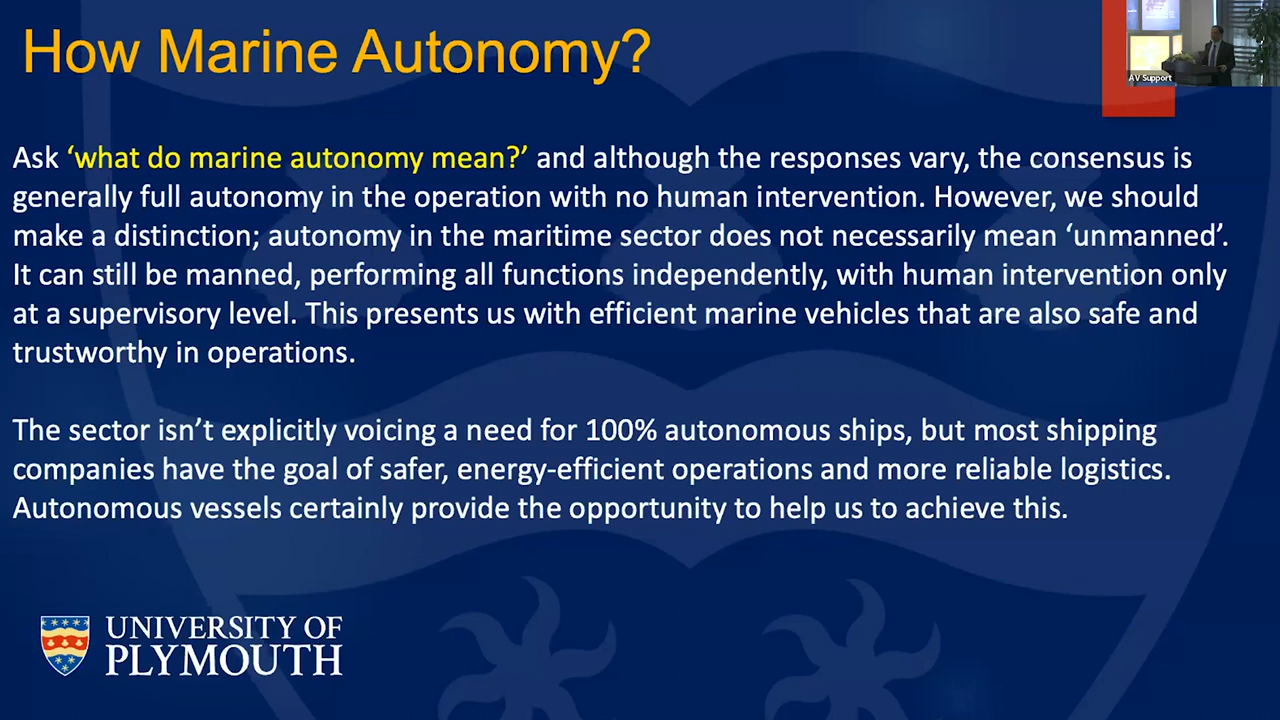 How Marine Autonomy?
AV Support
Ask ‘what do marine autonomy mean?’ and although the responses vary, the consensus is
generally full autonomy in the operation with no human intervention. However, we should
make a distinction; autonomy in the maritime sector does not necessarily mean ‘unmanned’.
It can still be manned, performing all functions independently, with human intervention only
at a supervisory level. This presents us with efficient marine vehicles that are also safe and
trustworthy in operations.
The sector isn’t explicitly voicing a need for 100% autonomous ships, but most shipping
companies have the goal of safer, energy-efficient operations and more reliable logistics.
Autonomous vessels certainly provide the opportunity to help us to achieve this.
UNIVERSITY OF
PLYMOUTH